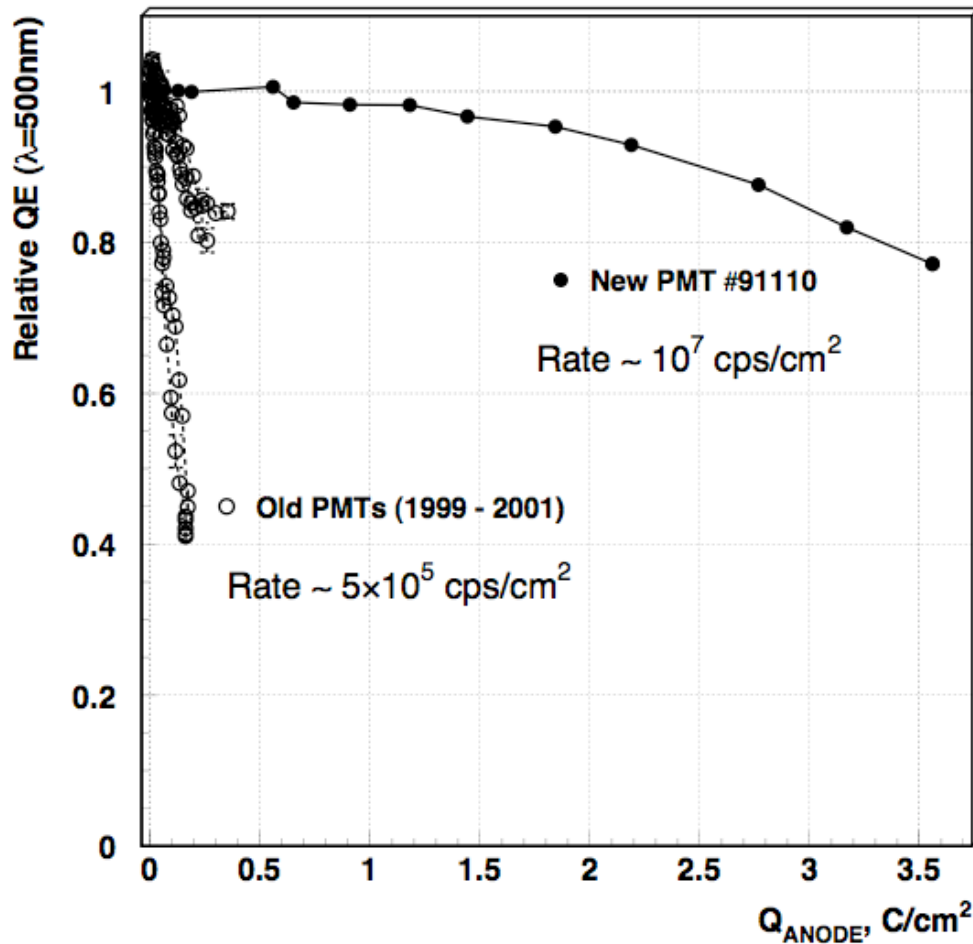 Relative QE (λ=500nm)
1
0.8
0.6
0.4
0.2
0
New PMT #91110
Rate ~ 10⁷ cps/cm²
Old PMTs (1999 - 2001)
Rate ~ 5×10⁵ cps/cm²
0 0.5 1 1.5 2 2.5 3 3.5
Q_ANODE, C/cm²